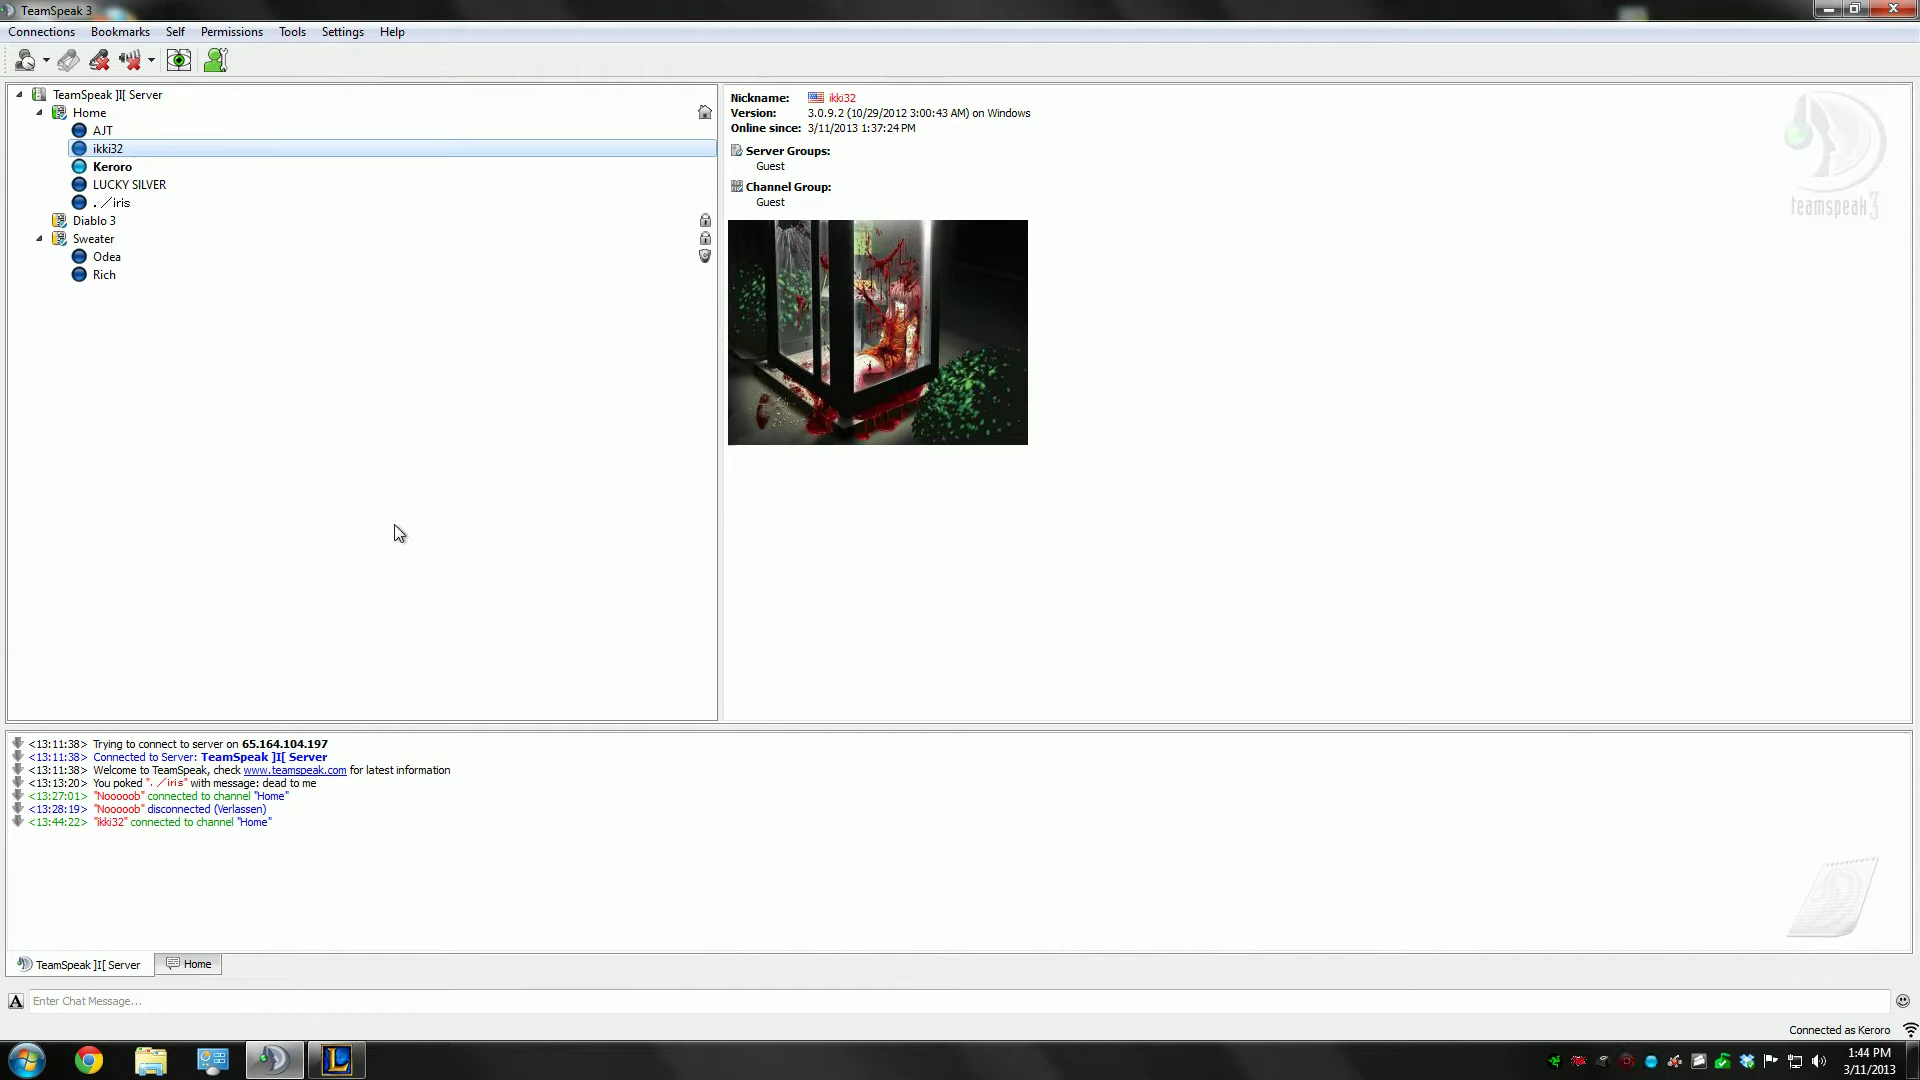 TeamSpeak 3
Connections Bookmarks Self Permissions Tools Settings Help
TeamSpeak ]I[ Server
Home
AJT
ikki32
Keroro
LUCKY SILVER
. ／iris
Diablo 3
Sweater
Odea
Rich
Nickname: ikki32
Version: 3.0.9.2 (10/29/2012 3:00:43 AM) on Windows
Online since: 3/11/2013 1:37:24 PM
Server Groups:
Guest
Channel Group:
Guest
teamspeak3
<13:11:38> Trying to connect to server on 65.164.104.197
<13:11:38> Connected to Server: TeamSpeak ]I[ Server
<13:11:38> Welcome to TeamSpeak, check www.teamspeak.com for latest information
<13:13:20> You poked ". ／iris" with message: dead to me
<13:27:01> "Nooooob" connected to channel "Home"
<13:28:19> "Nooooob" disconnected (Verlassen)
<13:44:22> "ikki32" connected to channel "Home"
TeamSpeak ]I[ Server Home
A Enter Chat Message...
Connected as Keroro
L
1:44 PM
3/11/2013